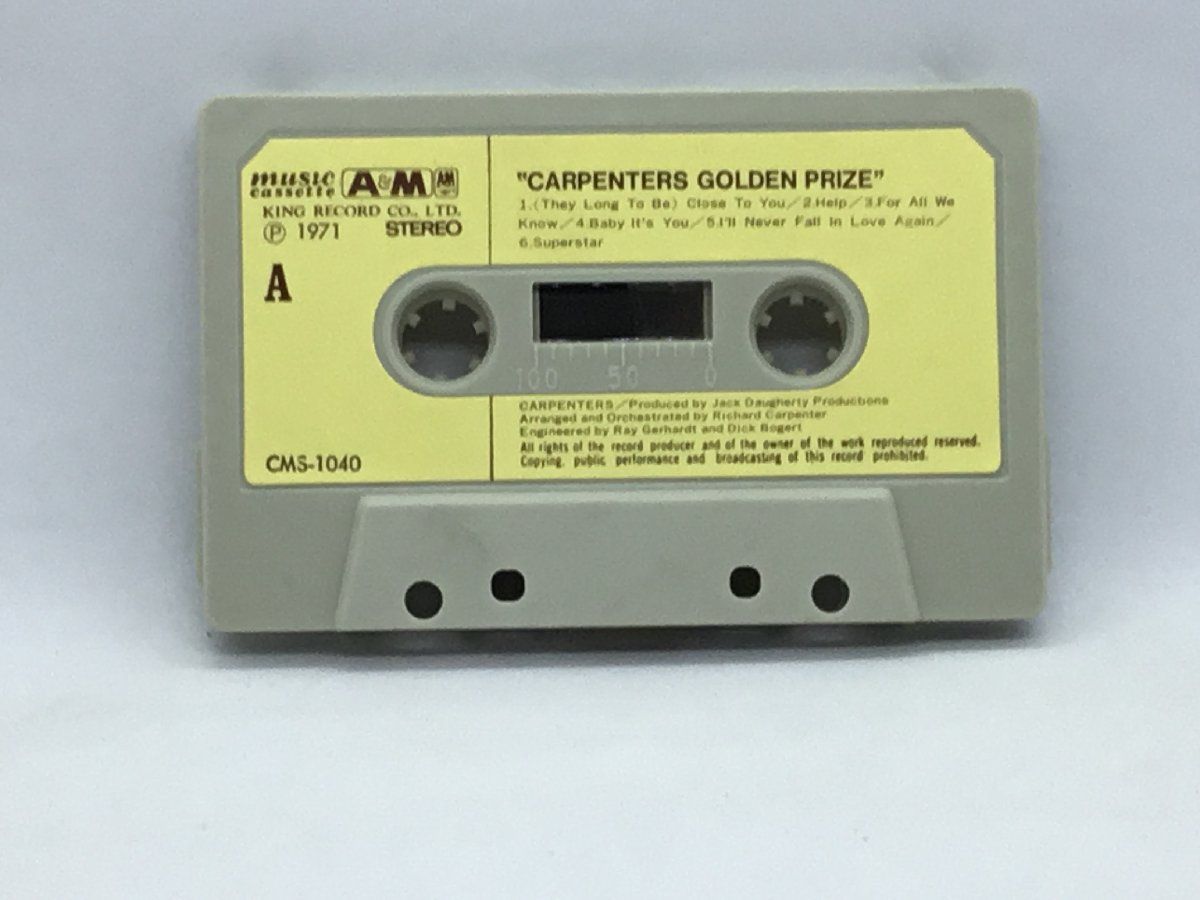 music
cassette
A&M
AM
KING RECORD CO., LTD.
Ⓟ 1971 STEREO
A
"CARPENTERS GOLDEN PRIZE"
1.(They Long To Be) Close To You/2.Help/3.For All We
Know/4.Baby It's You/5.I'll Never Fall In Love Again/
6.Superstar
100 50 0
CARPENTERS/Produced by Jack Daugherty Productions
Arranged and Orchestrated by Richard Carpenter
Engineered by Ray Gerhardt and Dick Bogert
All rights of the record producer and of the owner of the work reproduced reserved.
Copying, public performance and broadcasting of this record prohibited.
CMS-1040